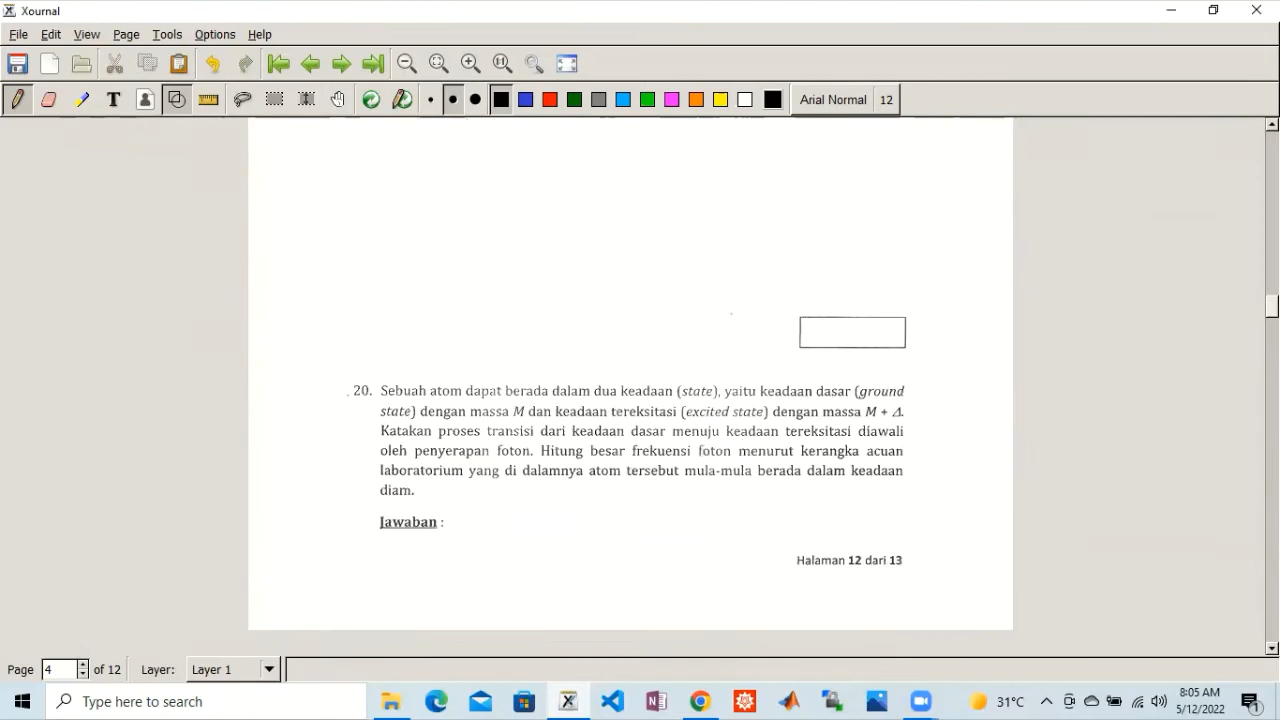 Xournal
File Edit View Page Tools Options Help
T Arial Normal 12
20. Sebuah atom dapat berada dalam dua keadaan (state), yaitu keadaan dasar (ground
state) dengan massa M dan keadaan tereksitasi (excited state) dengan massa M + Δ.
Katakan proses transisi dari keadaan dasar menuju keadaan tereksitasi diawali
oleh penyerapan foton. Hitung besar frekuensi foton menurut kerangka acuan
laboratorium yang di dalamnya atom tersebut mula-mula berada dalam keadaan
diam.
Jawaban :
Halaman 12 dari 13
Page 4 of 12 Layer: Layer 1
Type here to search 31°C 8:05 AM
5/12/2022